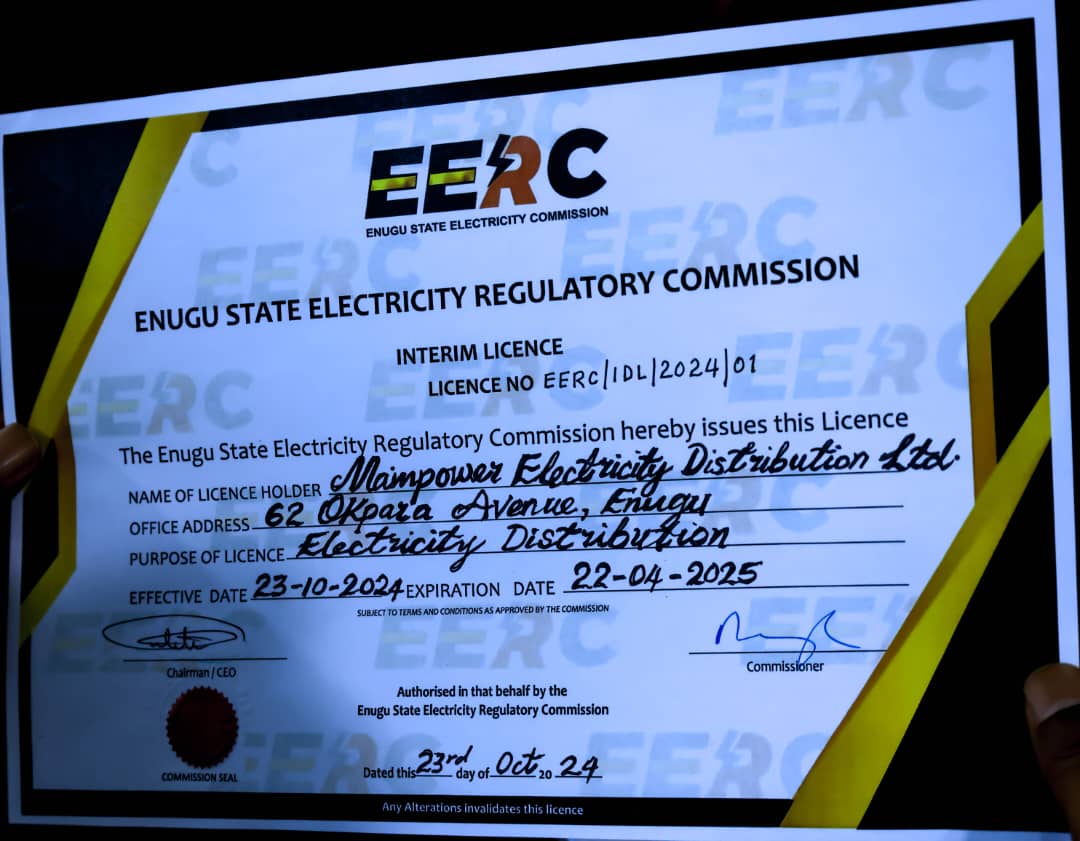 EERC
ENUGU STATE ELECTRICITY COMMISSION
ENUGU STATE ELECTRICITY REGULATORY COMMISSION
INTERIM LICENCE
LICENCE NO EERC/IDL/2024/01
The Enugu State Electricity Regulatory Commission hereby issues this Licence
NAME OF LICENCE HOLDER Mainpower Electricity Distribution Ltd.
OFFICE ADDRESS 62 Okpara Avenue, Enugu
PURPOSE OF LICENCE Electricity Distribution
EFFECTIVE DATE 23-10-2024 EXPIRATION DATE 22-04-2025
SUBJECT TO TERMS AND CONDITIONS AS APPROVED BY THE COMMISSION
Chairman / CEO
Commissioner
Authorised in that behalf by the
Enugu State Electricity Regulatory Commission
COMMISSION SEAL
Dated this 23rd day of Oct 20 24
Any Alterations invalidates this licence